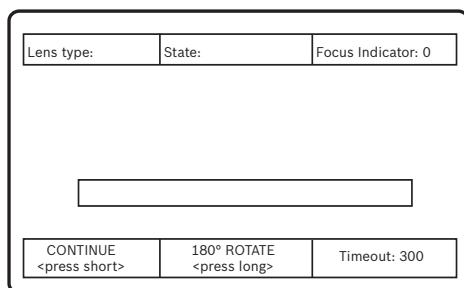 Lens type: State: Focus Indicator: 0
CONTINUE
<press short>
180° ROTATE
<press long>
Timeout: 300